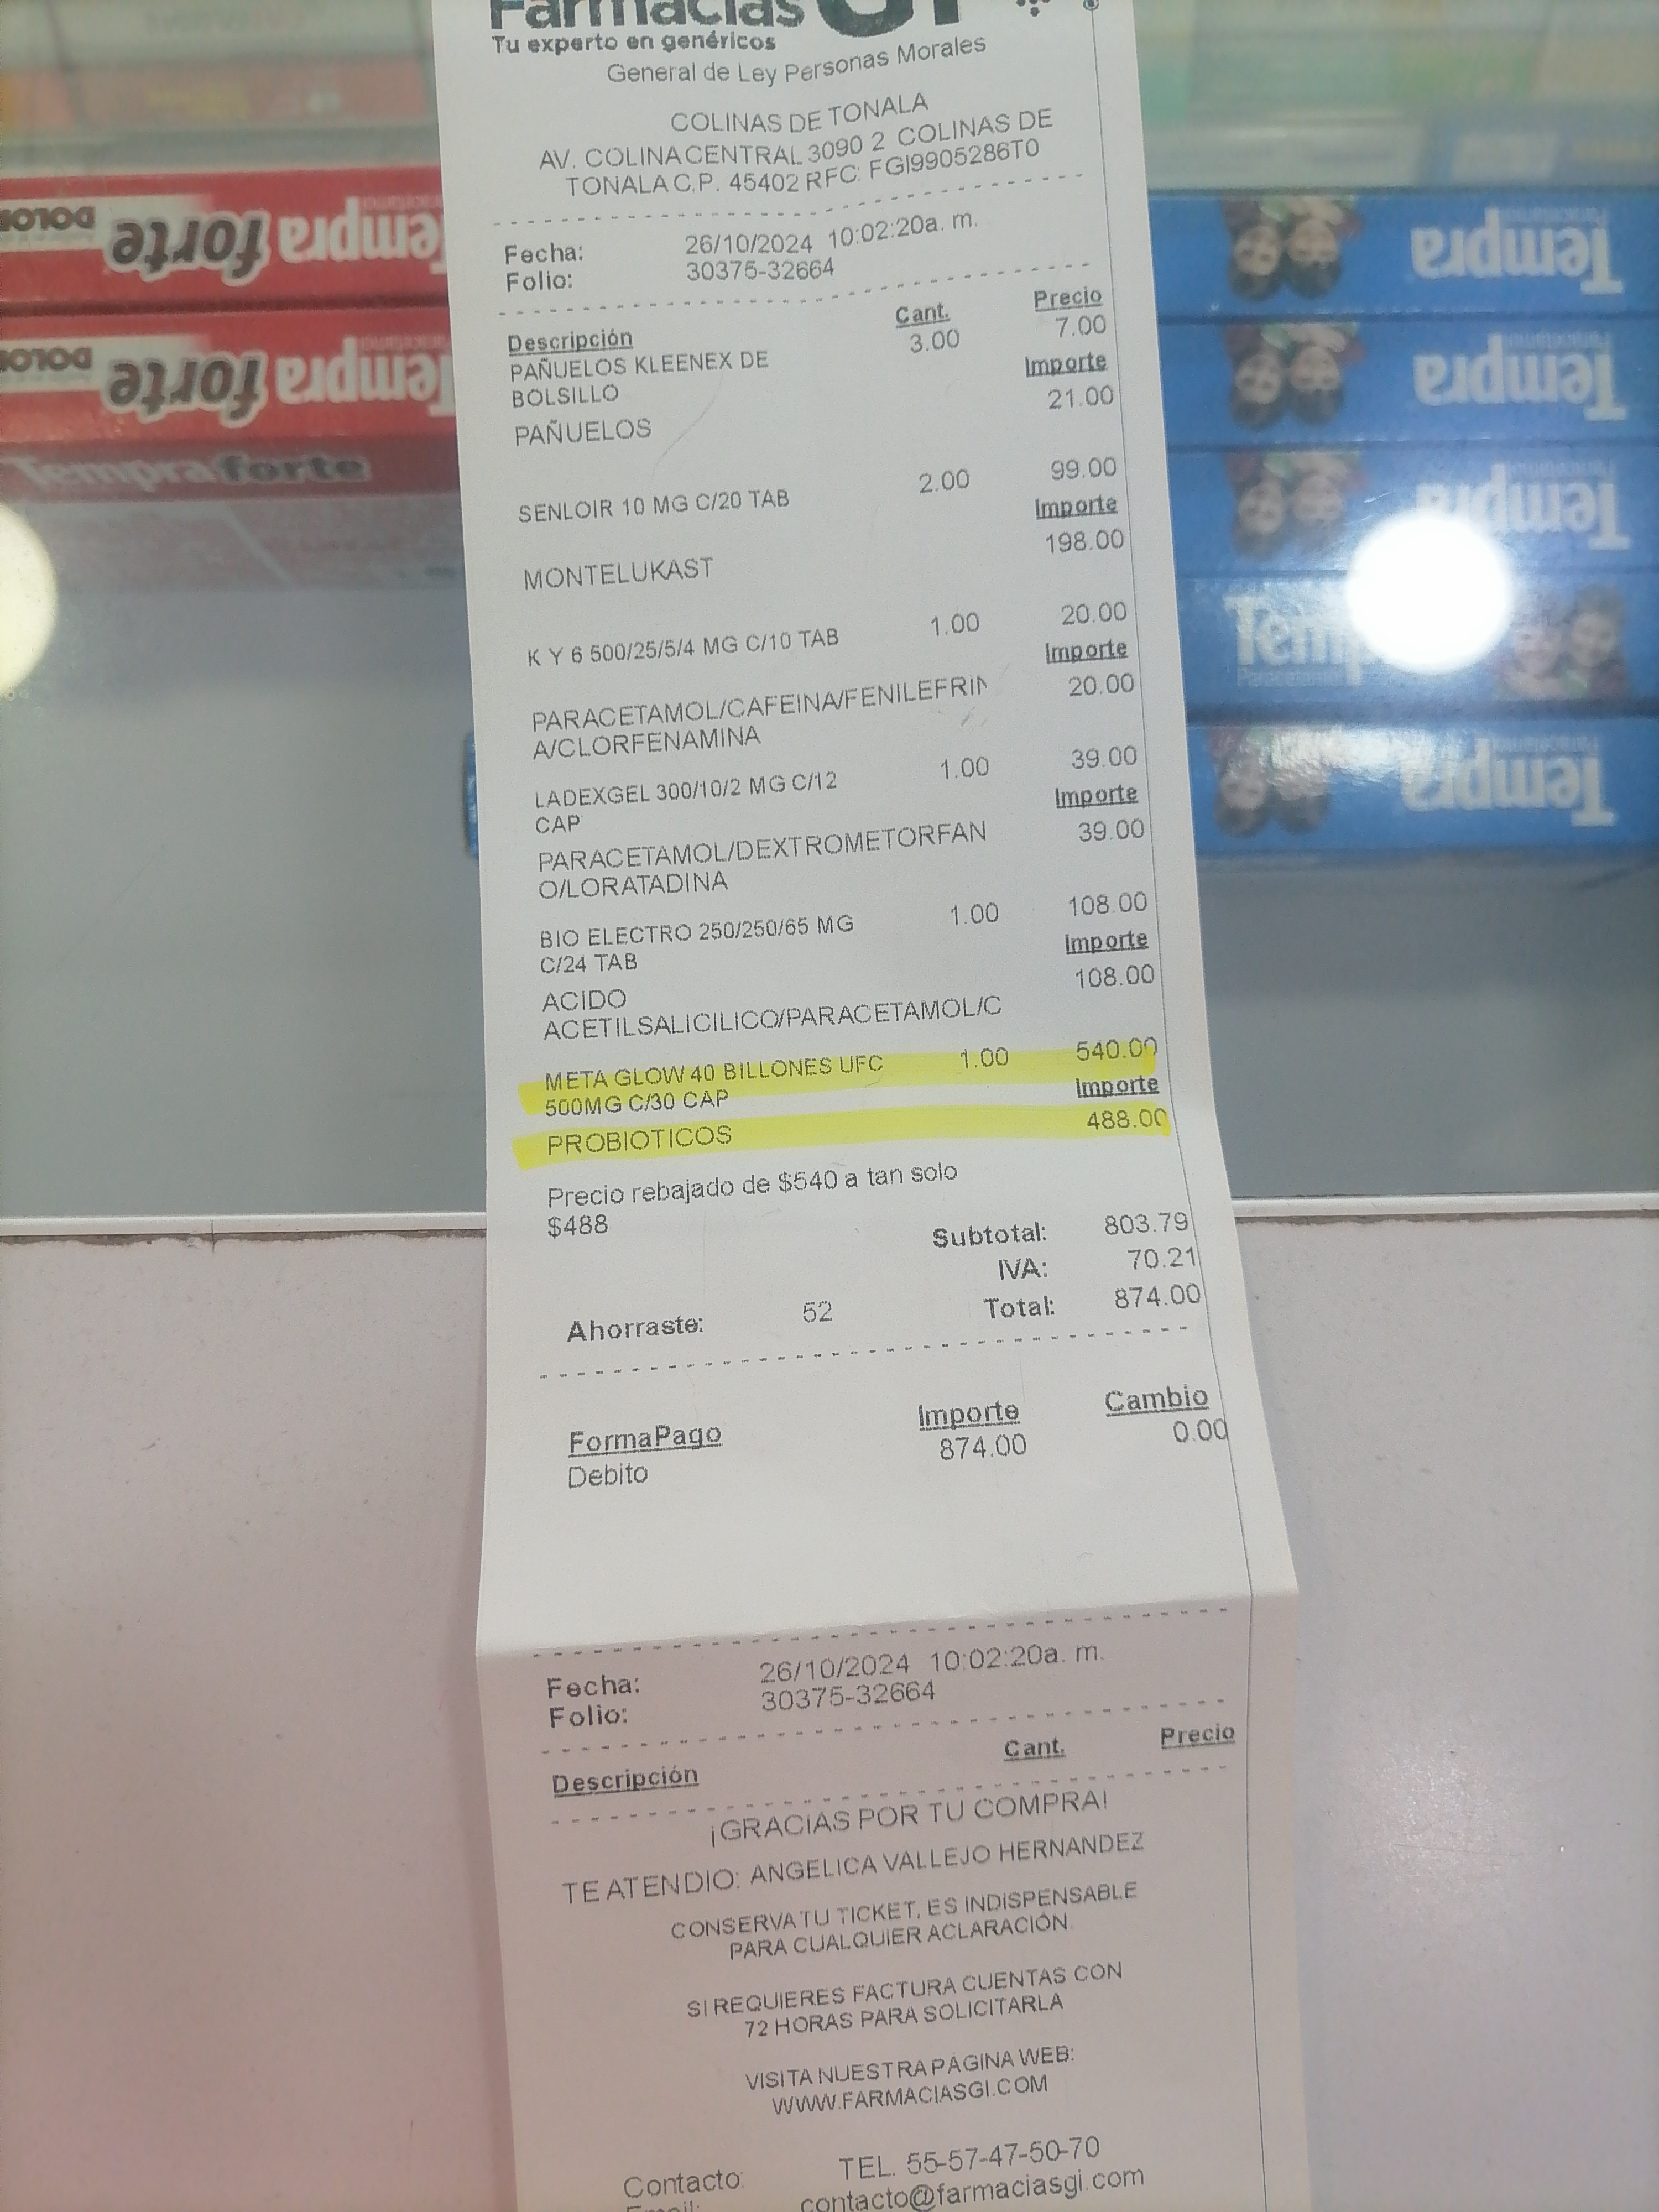 Farmacias GI
Tu experto en genéricos
General de Ley Personas Morales
COLINAS DE TONALA
AV. COLINA CENTRAL 3090 2 COLINAS DE
TONALA C.P. 45402 RFC: FGI9905286T0
Fecha: 26/10/2024 10:02:20a. m.
Folio: 30375-32664
Descripción Cant. Precio
PAÑUELOS KLEENEX DE 3.00 7.00
BOLSILLO Importe
PAÑUELOS 21.00
SENLOIR 10 MG C/20 TAB 2.00 99.00
Importe
MONTELUKAST 198.00
K Y 6 500/25/5/4 MG C/10 TAB 1.00 20.00
Importe
PARACETAMOL/CAFEINA/FENILEFRIN 20.00
A/CLORFENAMINA
LADEXGEL 300/10/2 MG C/12 1.00 39.00
CAP Importe
PARACETAMOL/DEXTROMETORFAN 39.00
O/LORATADINA
BIO ELECTRO 250/250/65 MG 1.00 108.00
C/24 TAB Importe
ACIDO 108.00
ACETILSALICILICO/PARACETAMOL/C
META GLOW 40 BILLONES UFC 1.00 540.00
500MG C/30 CAP Importe
PROBIOTICOS 488.00
Precio rebajado de $540 a tan solo
$488
Subtotal: 803.79
IVA: 70.21
Ahorraste: 52 Total: 874.00
FormaPago Importe Cambio
Debito 874.00 0.00
Fecha: 26/10/2024 10:02:20a. m.
Folio: 30375-32664
Descripción Cant. Precio
¡GRACIAS POR TU COMPRA!
TE ATENDIO: ANGELICA VALLEJO HERNANDEZ
CONSERVA TU TICKET, ES INDISPENSABLE
PARA CUALQUIER ACLARACIÓN
SI REQUIERES FACTURA CUENTAS CON
72 HORAS PARA SOLICITARLA
VISITA NUESTRA PÁGINA WEB:
WWW.FARMACIASGI.COM
Contacto: TEL. 55-57-47-50-70
Email: contacto@farmaciasgi.com
Tempra forte DOLOR
Tempra forte DOLOR
Tempra forte
Tempra Paracetamol
Tempra Paracetamol
Tempra
Tempra Paracetamol
Tempra Paracetamol